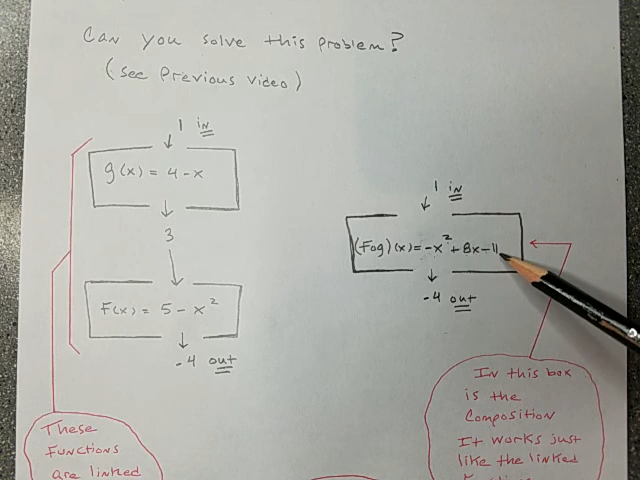 Can you solve this problem?
(See Previous Video)
1 in
g(x) = 4 - x
3
F(x) = 5 - x²
-4 out
1 in
(Fog)(x) = -x² + 8x - 11
-4 out
These
Functions
are linked
In this box
is the
Composition
It works just
like the linked